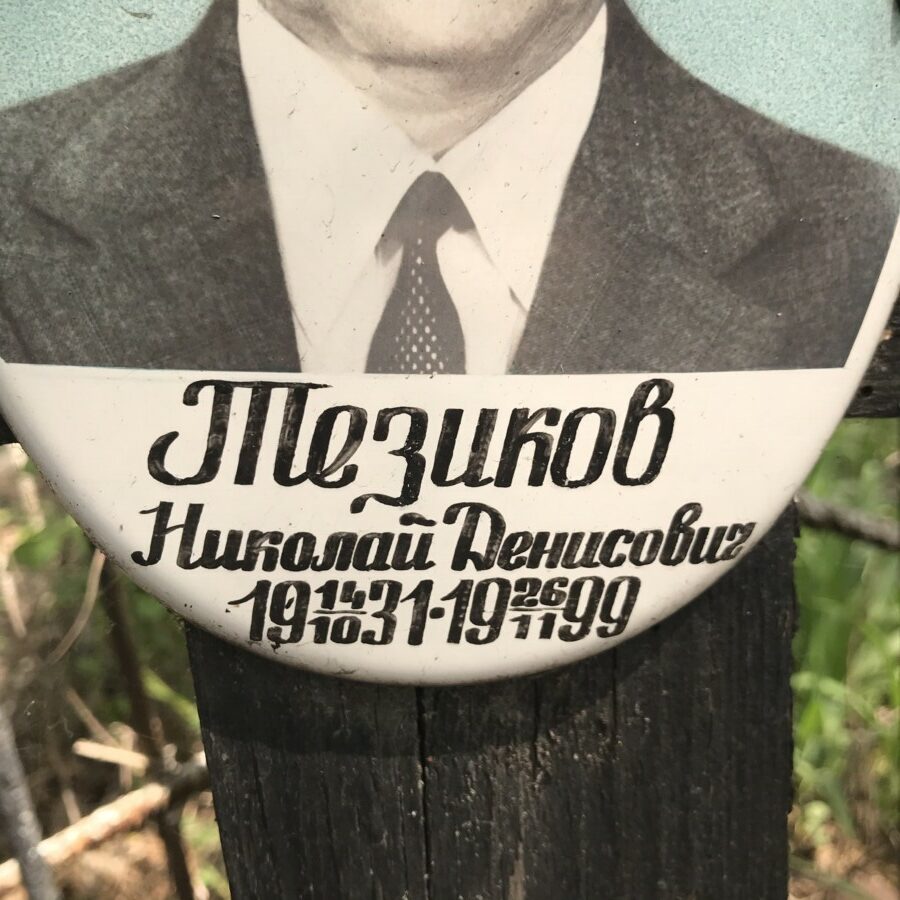 Тезиков
Николай Денисович
19 14/10 31-19 26/11 99